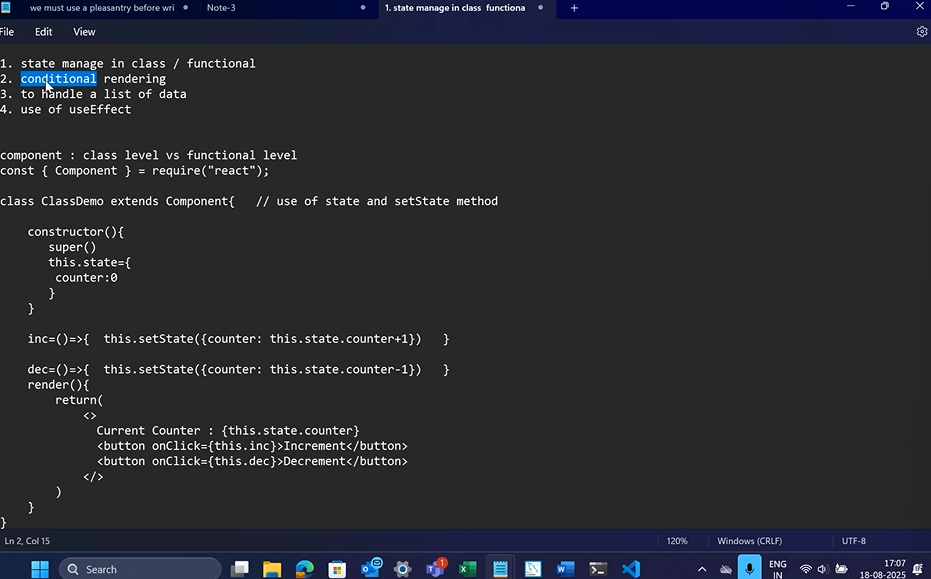 we must use a pleasantry before wri
Note-3
1. state manage in class  functiona
File Edit View
1. state manage in class / functional
2. conditional rendering
3. to handle a list of data
4. use of useEffect
component : class level vs functional level
const { Component } = require("react");
class ClassDemo extends Component{   // use of state and setState method
constructor(){
super()
this.state={
counter:0
}
}
inc=()=>{  this.setState({counter: this.state.counter+1})   }
dec=()=>{  this.setState({counter: this.state.counter-1})   }
render(){
return(
<>
Current Counter : {this.state.counter}
<button onClick={this.inc}>Increment</button>
<button onClick={this.dec}>Decrement</button>
</>
)
}
}
Ln 2, Col 15
120%
Windows (CRLF)
UTF-8
Search
1
ENG
IN
17:07
18-08-2025